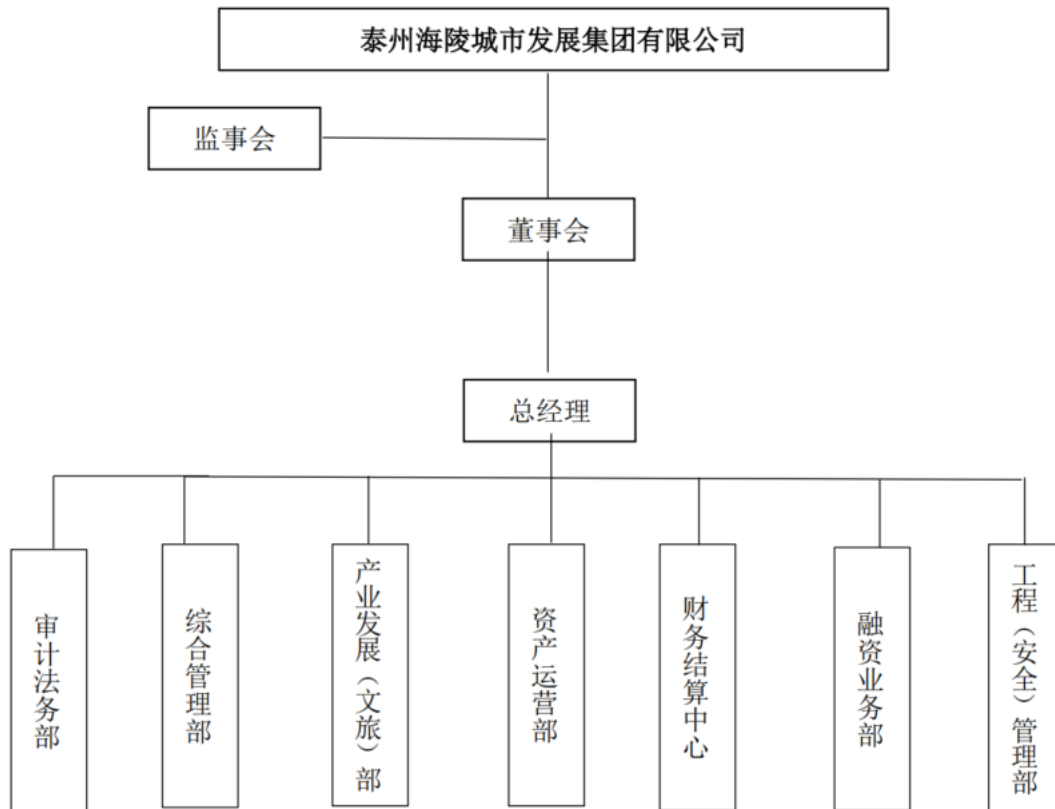 泰州海陵城市发展集团有限公司
监事会
董事会
总经理
审计法务部
综合管理部
产业发展（文旅）部
资产运营部
财务结算中心
融资业务部
工程（安全）管理部